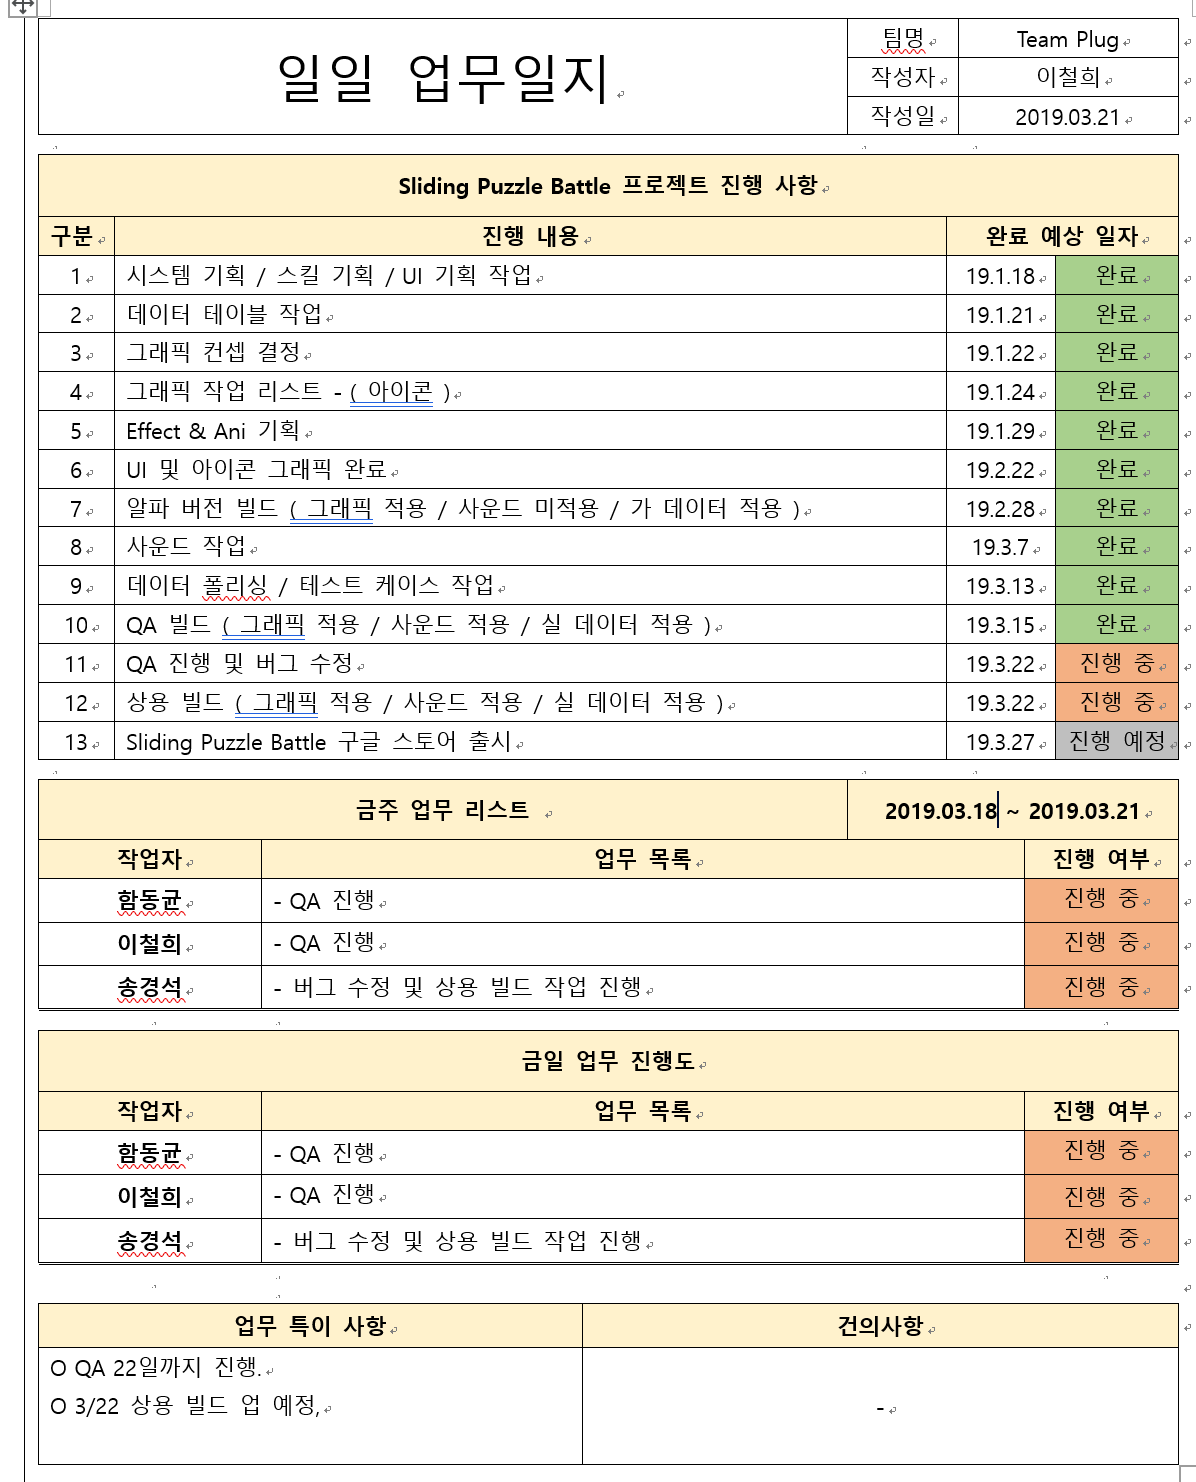 일일 업무일지
팀명 Team Plug
작성자 이철희
작성일 2019.03.21
Sliding Puzzle Battle 프로젝트 진행 사항
구분 진행 내용 완료 예상 일자
1 시스템 기획 / 스킬 기획 / UI 기획 작업 19.1.18 완료
2 데이터 테이블 작업 19.1.21 완료
3 그래픽 컨셉 결정 19.1.22 완료
4 그래픽 작업 리스트 - ( 아이콘 ) 19.1.24 완료
5 Effect & Ani 기획 19.1.29 완료
6 UI 및 아이콘 그래픽 완료 19.2.22 완료
7 알파 버전 빌드 ( 그래픽 적용 / 사운드 미적용 / 가 데이터 적용 ) 19.2.28 완료
8 사운드 작업 19.3.7 완료
9 데이터 폴리싱 / 테스트 케이스 작업 19.3.13 완료
10 QA 빌드 ( 그래픽 적용 / 사운드 적용 / 실 데이터 적용 ) 19.3.15 완료
11 QA 진행 및 버그 수정 19.3.22 진행 중
12 상용 빌드 ( 그래픽 적용 / 사운드 적용 / 실 데이터 적용 ) 19.3.22 진행 중
13 Sliding Puzzle Battle 구글 스토어 출시 19.3.27 진행 예정
금주 업무 리스트 2019.03.18 ~ 2019.03.21
작업자 업무 목록 진행 여부
함동균 - QA 진행 진행 중
이철희 - QA 진행 진행 중
송경석 - 버그 수정 및 상용 빌드 작업 진행 진행 중
금일 업무 진행도
작업자 업무 목록 진행 여부
함동균 - QA 진행 진행 중
이철희 - QA 진행 진행 중
송경석 - 버그 수정 및 상용 빌드 작업 진행 진행 중
업무 특이 사항 건의사항
O QA 22일까지 진행.
O 3/22 상용 빌드 업 예정,
-